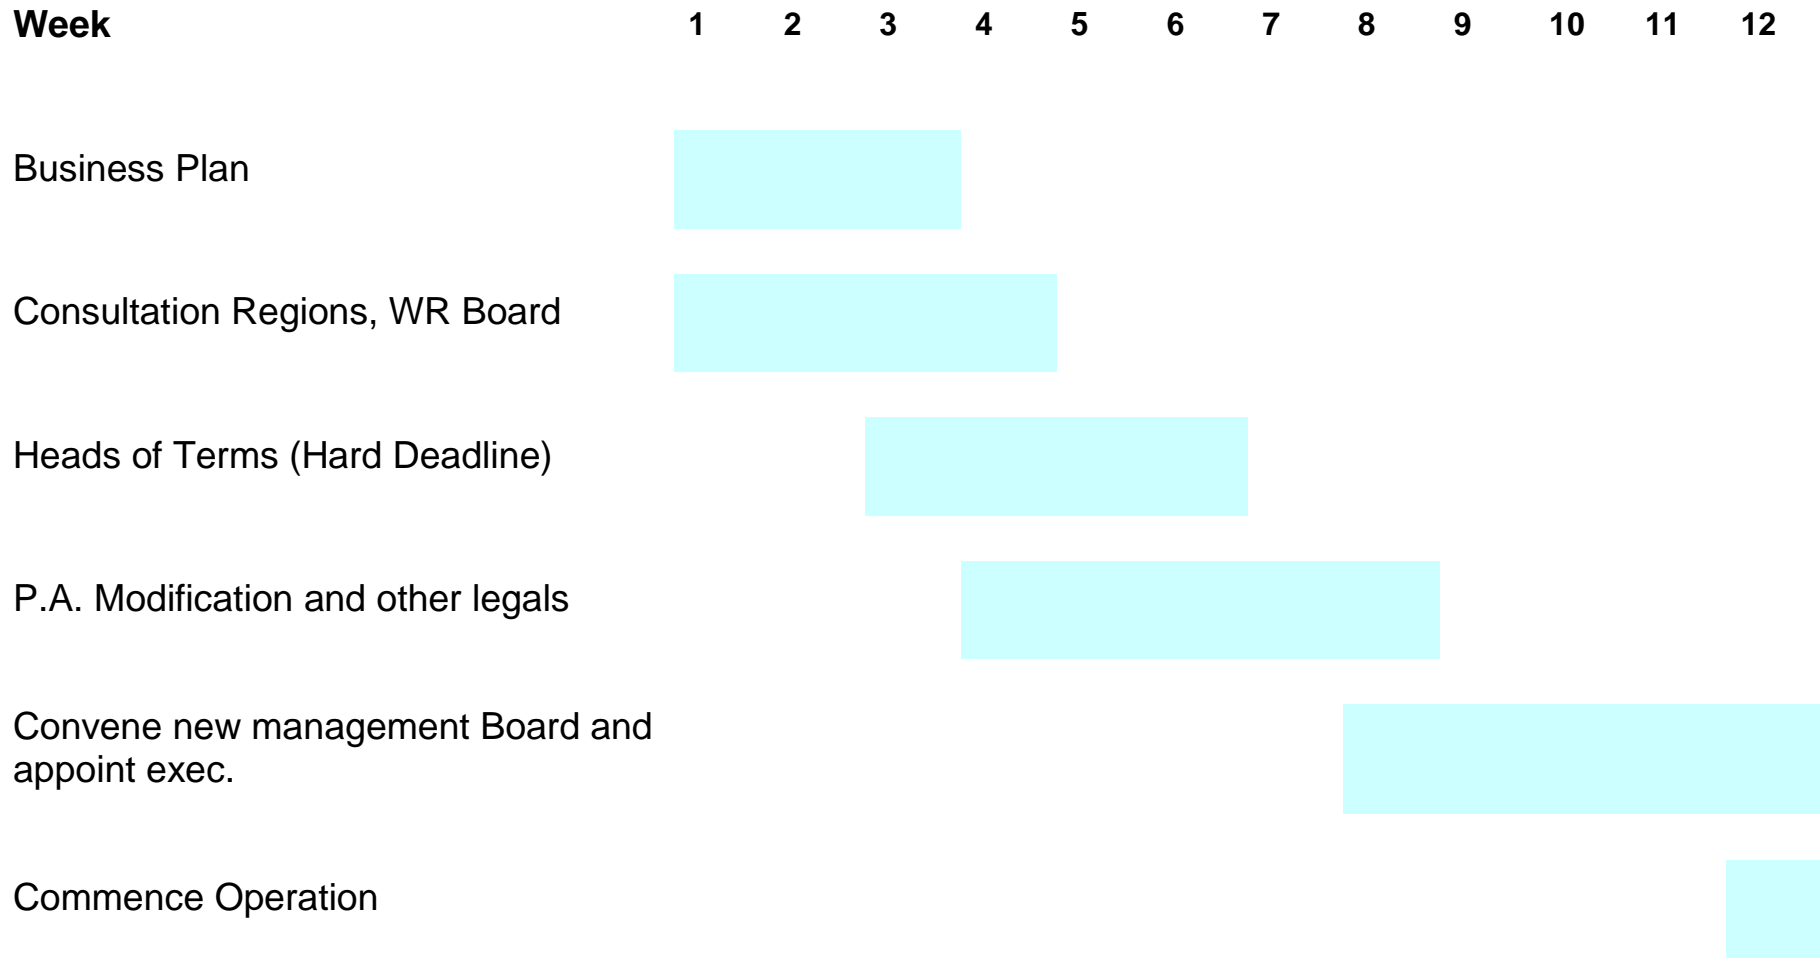 Week 1 2 3 4 5 6 7 8 9 10 11 12
Business Plan
Consultation Regions, WR Board
Heads of Terms (Hard Deadline)
P.A. Modification and other legals
Convene new management Board and
appoint exec.
Commence Operation